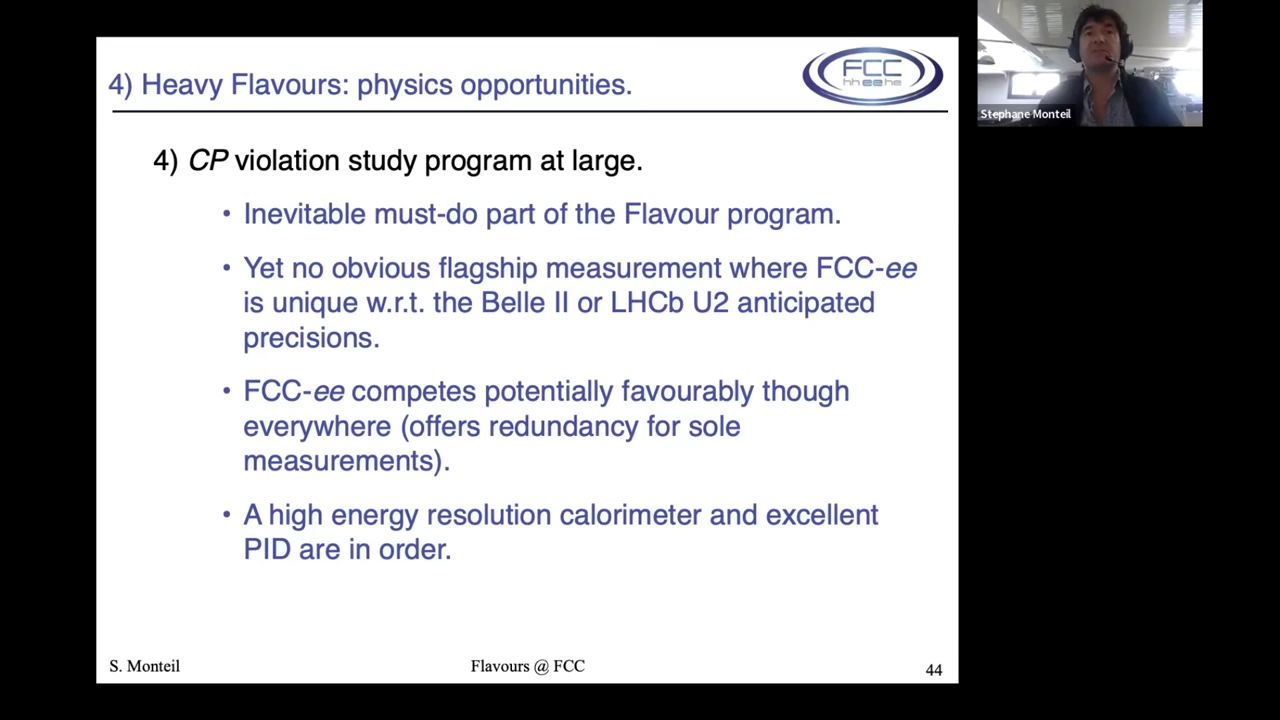 4) Heavy Flavours: physics opportunities.
FCC
hh ee he
Stephane Monteil
4) CP violation study program at large.
• Inevitable must-do part of the Flavour program.
• Yet no obvious flagship measurement where FCC-ee
is unique w.r.t. the Belle II or LHCb U2 anticipated
precisions.
• FCC-ee competes potentially favourably though
everywhere (offers redundancy for sole
measurements).
• A high energy resolution calorimeter and excellent
PID are in order.
S. Monteil
Flavours @ FCC
44